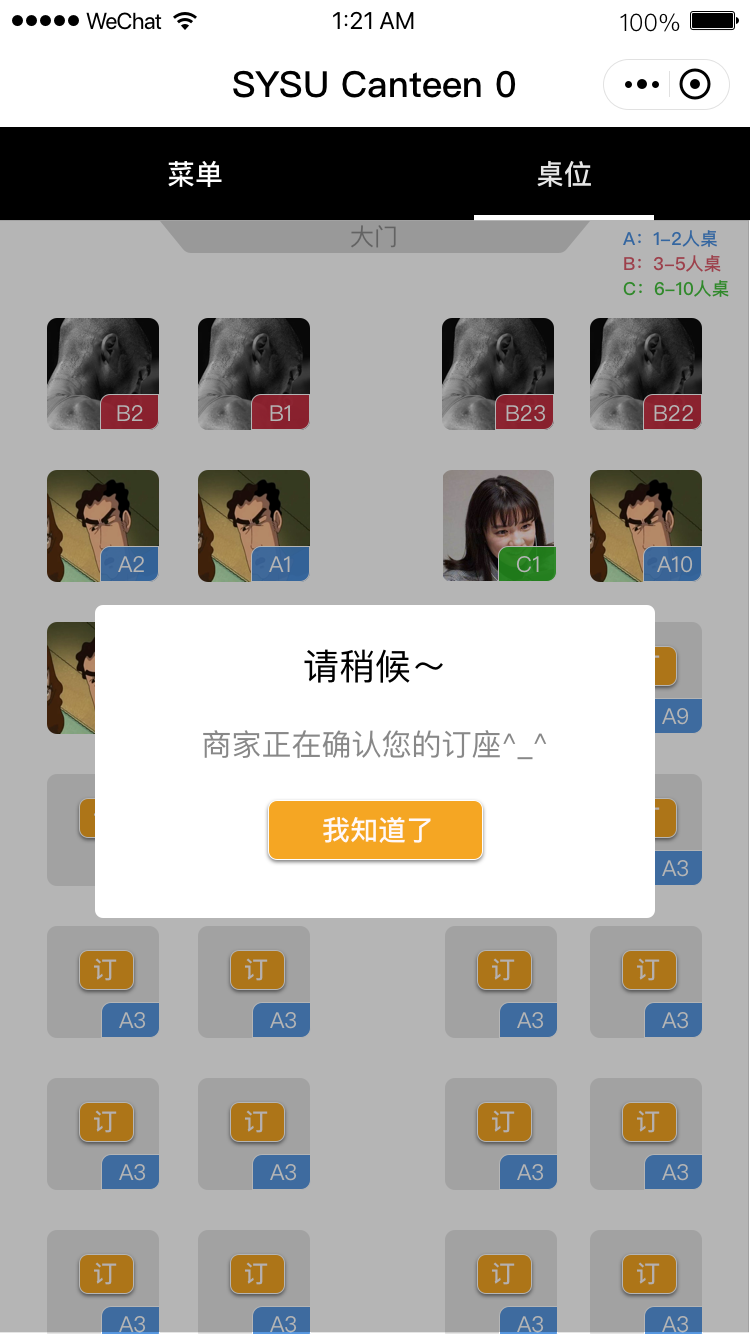 WeChat 1:21 AM 100%
SYSU Canteen 0
菜单 桌位
大门
A：1–2人桌
B：3–5人桌
C：6–10人桌
B2 B1 B23 B22
A2 A1 C1 A10
请稍候～
A9
商家正在确认您的订座^_^
我知道了
A3
订 订 订 订
A3 A3 A3 A3
订 订 订 订
A3 A3 A3 A3
订 订 订 订
A3 A3 A3 A3